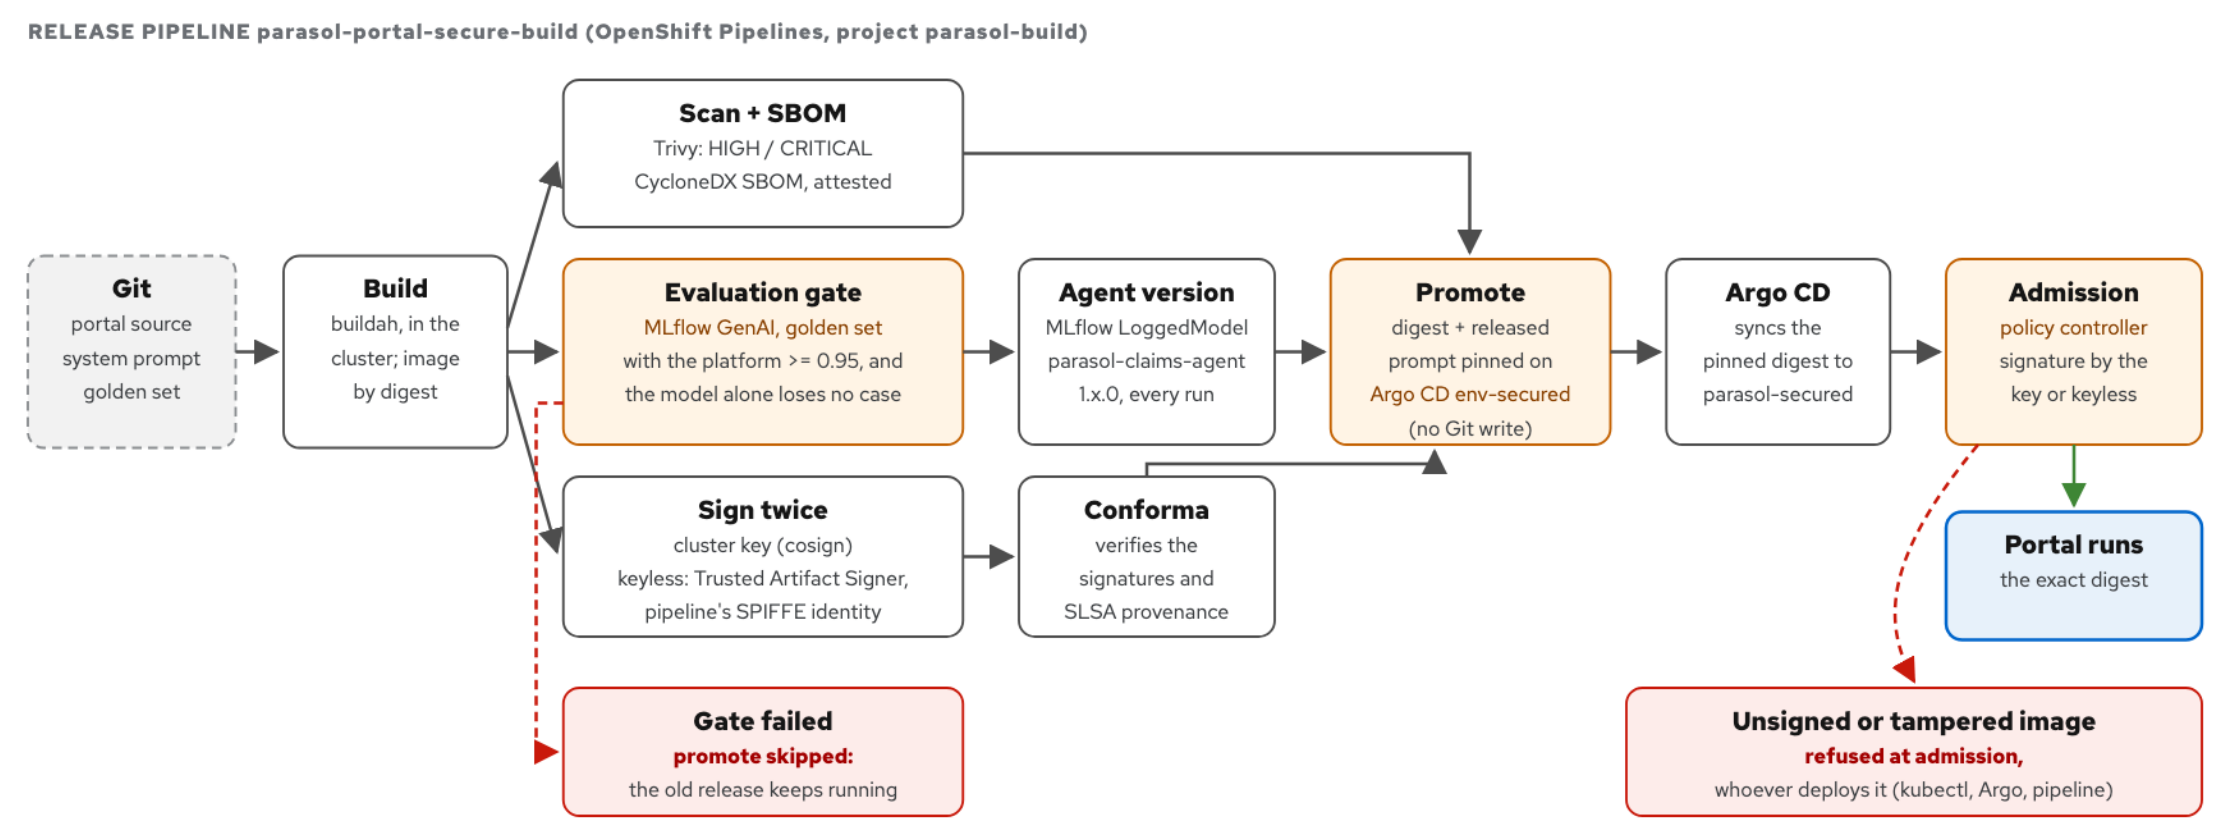 RELEASE PIPELINE parasol-portal-secure-build (OpenShift Pipelines, project parasol-build)
Scan + SBOM
Trivy: HIGH / CRITICAL
CycloneDX SBOM, attested
Git
portal source
system prompt
golden set
Build
buildah, in the
cluster; image
by digest
Evaluation gate
MLflow GenAI, golden set
with the platform >= 0.95, and
the model alone loses no case
Agent version
MLflow LoggedModel
parasol-claims-agent
1.x.0, every run
Promote
digest + released
prompt pinned on
Argo CD env-secured
(no Git write)
Argo CD
syncs the
pinned digest to
parasol-secured
Admission
policy controller
signature by the
key or keyless
Sign twice
cluster key (cosign)
keyless: Trusted Artifact Signer,
pipeline's SPIFFE identity
Conforma
verifies the
signatures and
SLSA provenance
Portal runs
the exact digest
Gate failed
promote skipped:
the old release keeps running
Unsigned or tampered image
refused at admission,
whoever deploys it (kubectl, Argo, pipeline)